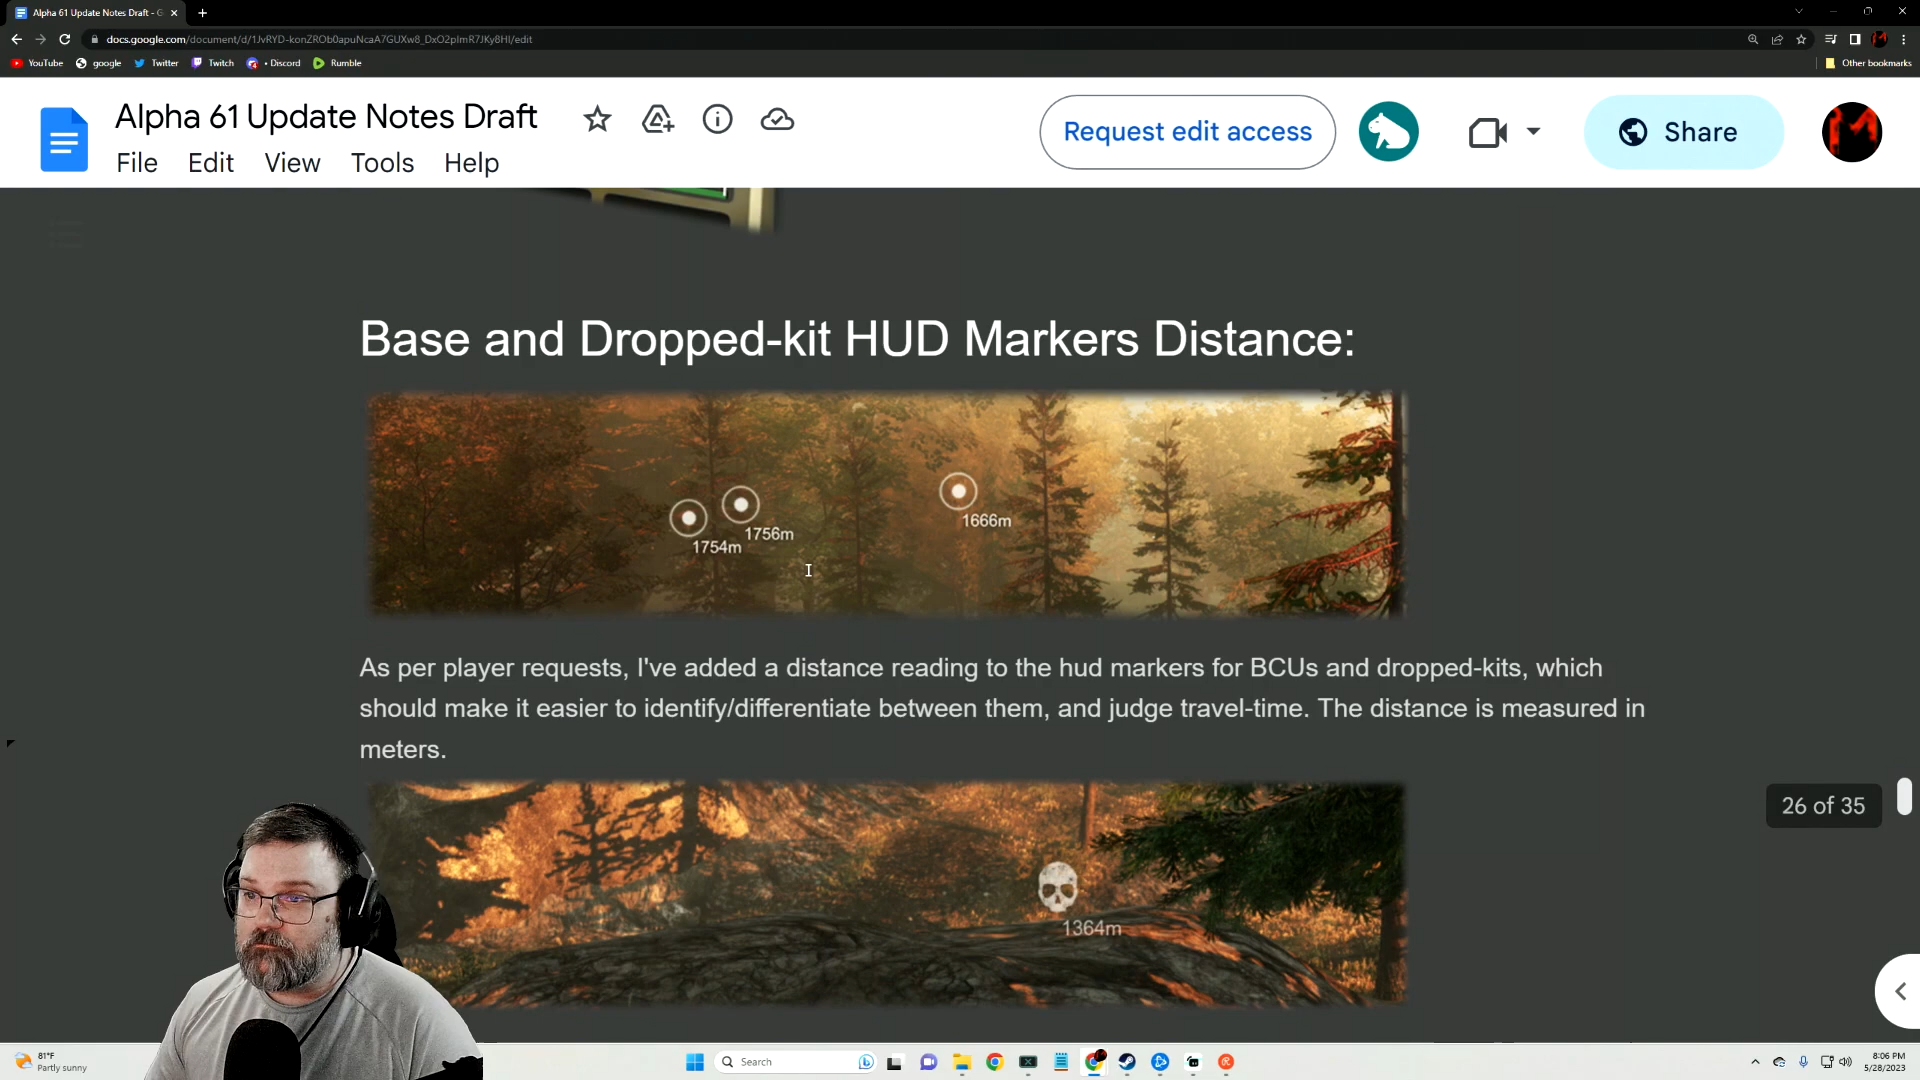 Alpha 61 Update Notes Draft - G
docs.google.com/document/d/1JvRYD-konZROb0apuNcaA7GUXw8_DxO2plmR7JKy8HI/edit
YouTube google Twitter Twitch • Discord Rumble Other bookmarks
Alpha 61 Update Notes Draft
Request edit access
Share
File Edit View Tools Help
Base and Dropped-kit HUD Markers Distance:
1666m
1756m
1754m
As per player requests, I've added a distance reading to the hud markers for BCUs and dropped-kits, which
should make it easier to identify/differentiate between them, and judge travel-time. The distance is measured in
meters.
26 of 35
1364m
81°F
Partly sunny
Search
8:06 PM
5/28/2023